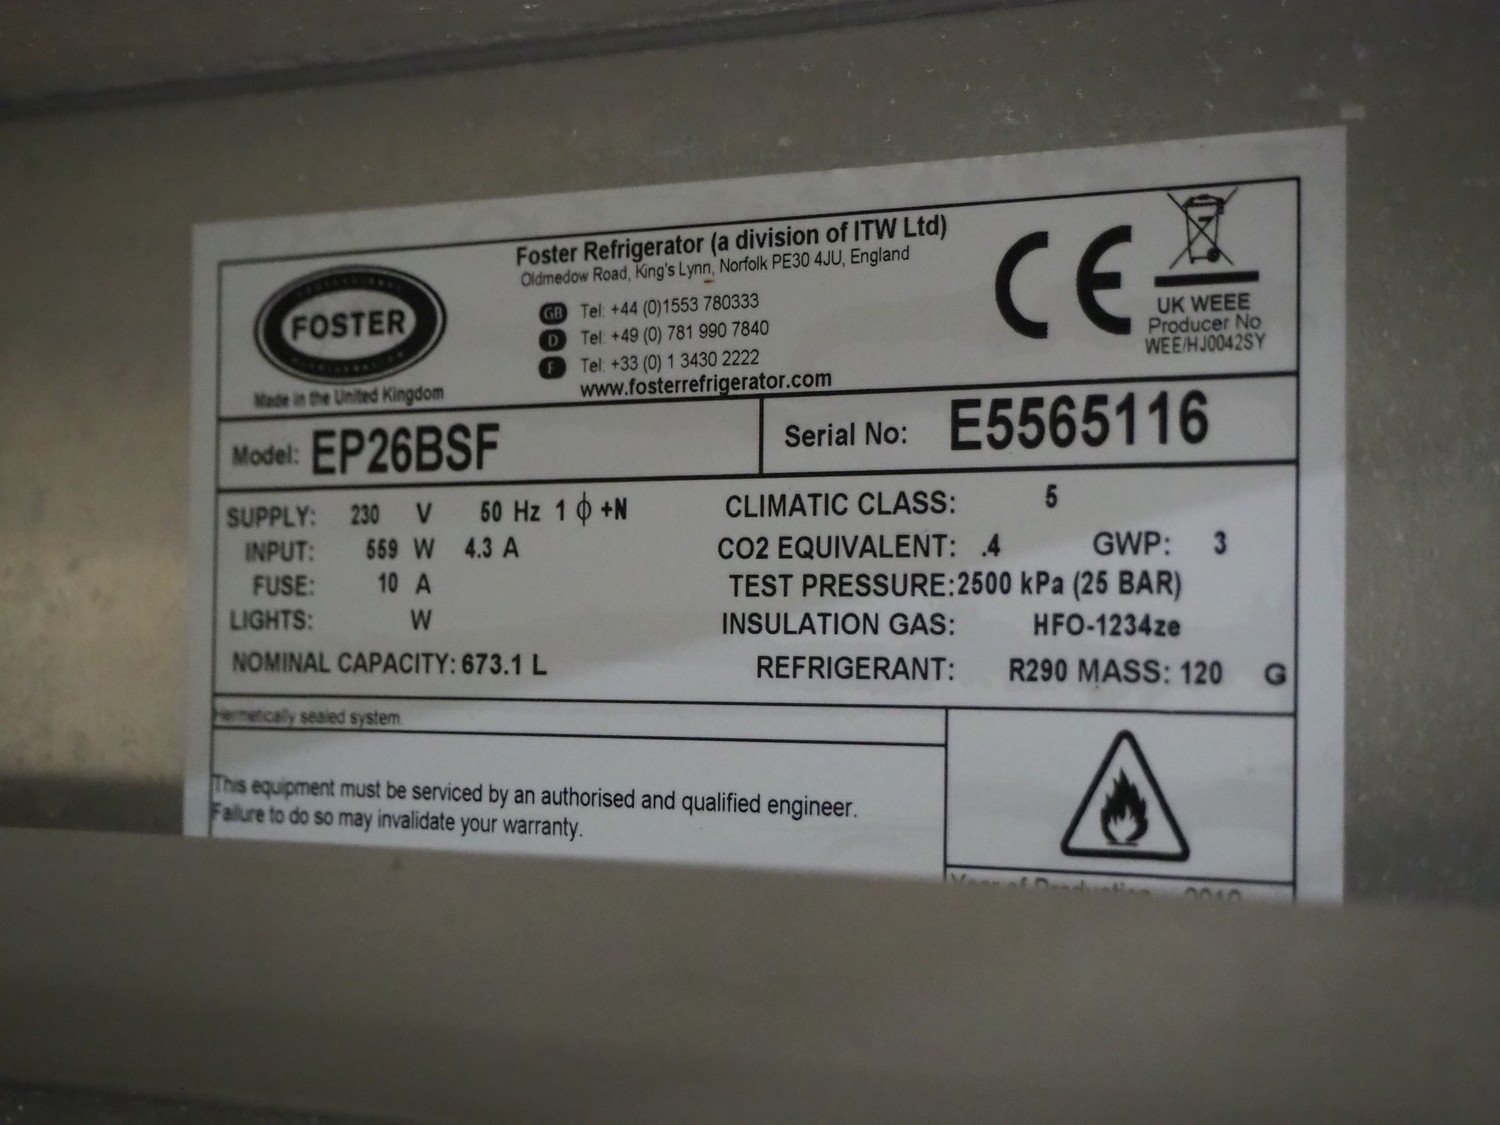 Foster Refrigerator (a division of ITW Ltd)
Oldmedow Road, King's Lynn, Norfolk PE30 4JU, England
GB Tel: +44 (0)1553 780333
D Tel: +49 (0) 781 990 7840
F Tel: +33 (0) 1 3430 2222
www.fosterrefrigerator.com
FOSTER
Made in the United Kingdom
CE
UK WEEE
Producer No
WEE/HJ0042SY
Model: EP26BSF
Serial No: E5565116
SUPPLY: 230 V 50 Hz 1 ϕ +N
INPUT: 559 W 4.3 A
FUSE: 10 A
LIGHTS: W
NOMINAL CAPACITY: 673.1 L
CLIMATIC CLASS: 5
CO2 EQUIVALENT: .4 GWP: 3
TEST PRESSURE: 2500 kPa (25 BAR)
INSULATION GAS: HFO-1234ze
REFRIGERANT: R290 MASS: 120 G
Hermetically sealed system
This equipment must be serviced by an authorised and qualified engineer.
Failure to do so may invalidate your warranty.
Year of Production